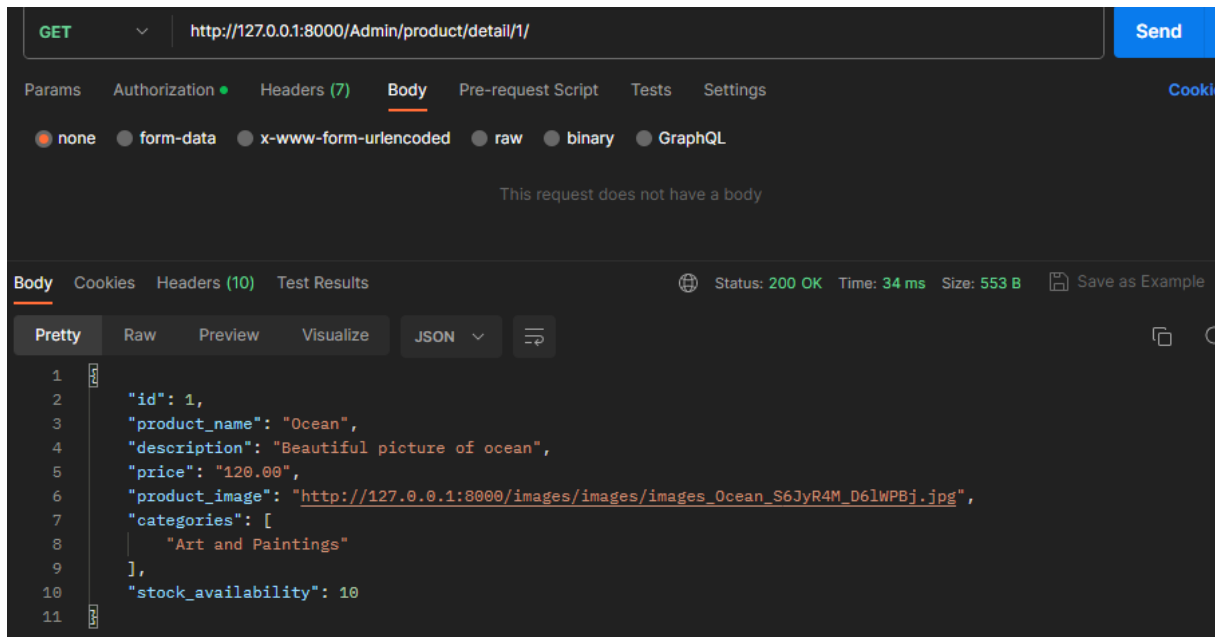 GET http://127.0.0.1:8000/Admin/product/detail/1/ Send
Params Authorization Headers (7) Body Pre-request Script Tests Settings Cooki
none form-data x-www-form-urlencoded raw binary GraphQL
This request does not have a body
Body Cookies Headers (10) Test Results Status: 200 OK Time: 34 ms Size: 553 B Save as Example
Pretty Raw Preview Visualize JSON
1 {
2 "id": 1,
3 "product_name": "Ocean",
4 "description": "Beautiful picture of ocean",
5 "price": "120.00",
6 "product_image": "http://127.0.0.1:8000/images/images/images_Ocean_S6JyR4M_D6lWPBj.jpg",
7 "categories": [
8 "Art and Paintings"
9 ],
10 "stock_availability": 10
11 }